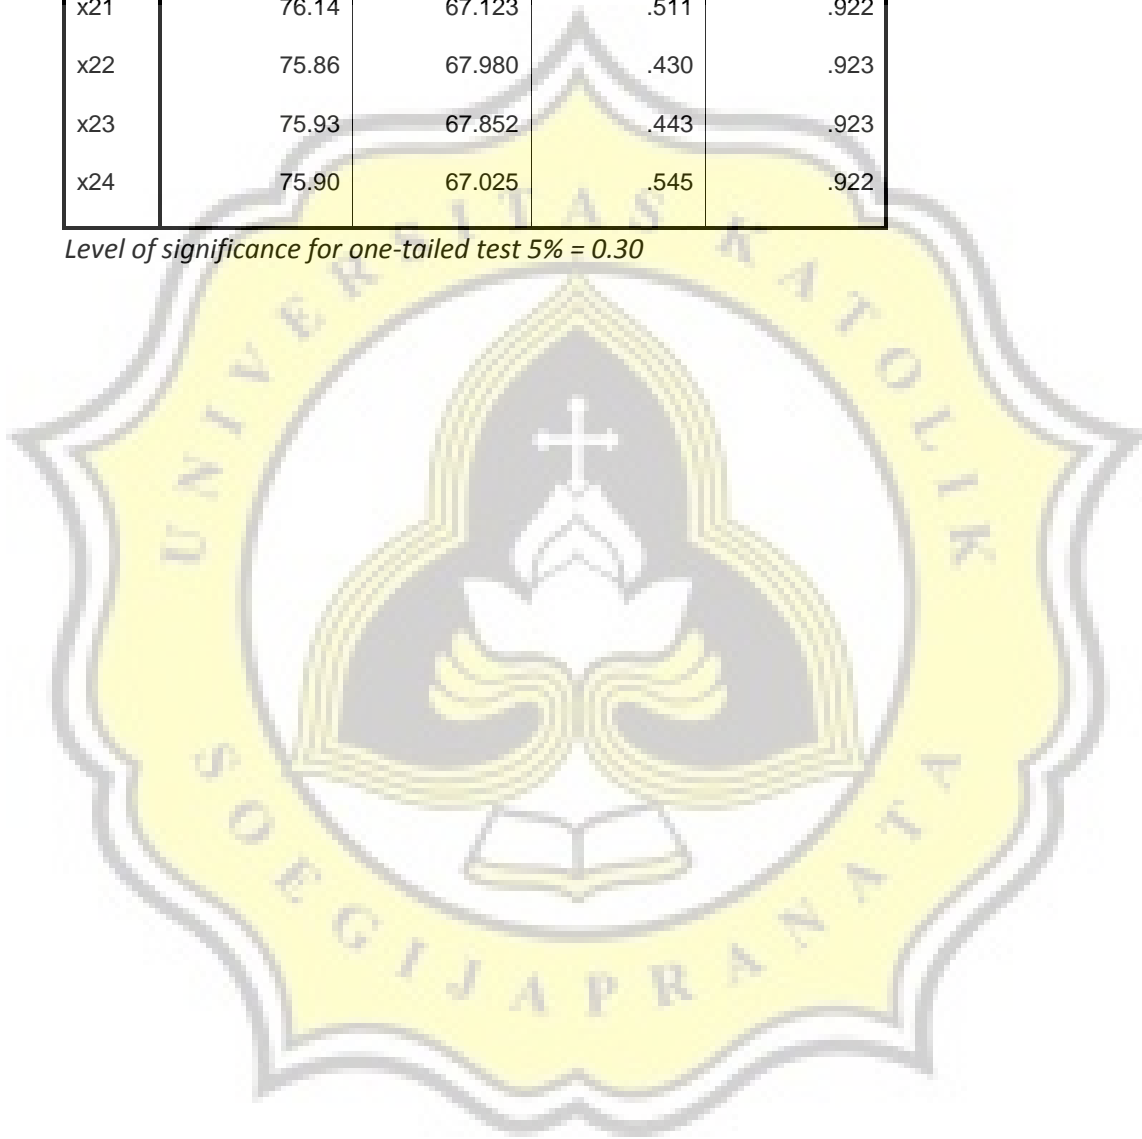 x21 76.14 67.123 .511 .922
x22 75.86 67.980 .430 .923
x23 75.93 67.852 .443 .923
x24 75.90 67.025 .545 .922
Level of significance for one-tailed test 5% = 0.30
UNIVERSITAS KATOLIK
SOEGIJAPRANATA